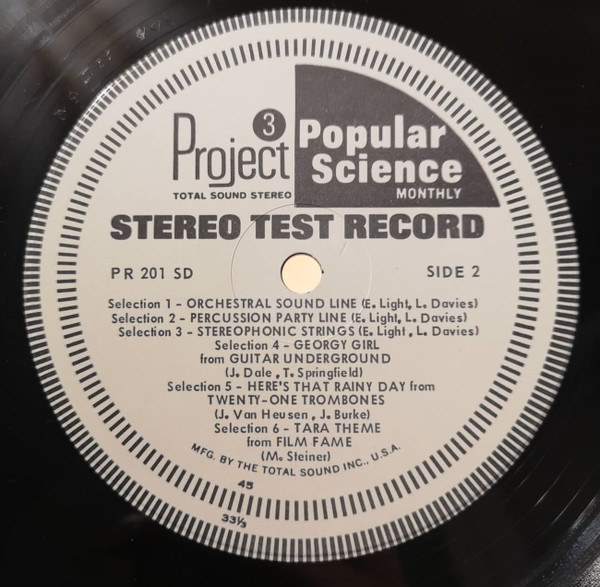 Project 3
TOTAL SOUND STEREO
Popular
Science
MONTHLY
STEREO TEST RECORD
PR 201 SD
SIDE 2
Selection 1 - ORCHESTRAL SOUND LINE (E. Light, L. Davies)
Selection 2 - PERCUSSION PARTY LINE (E. Light, L. Davies)
Selection 3 - STEREOPHONIC STRINGS (E. Light, L. Davies)
Selection 4 - GEORGY GIRL
from GUITAR UNDERGROUND
(J. Dale, T. Springfield)
Selection 5 - HERE'S THAT RAINY DAY from
TWENTY-ONE TROMBONES
(J. Van Heusen, J. Burke)
Selection 6 - TARA THEME
from FILM FAME
(M. Steiner)
MFG. BY THE TOTAL SOUND INC., U.S.A.
45
33⅓